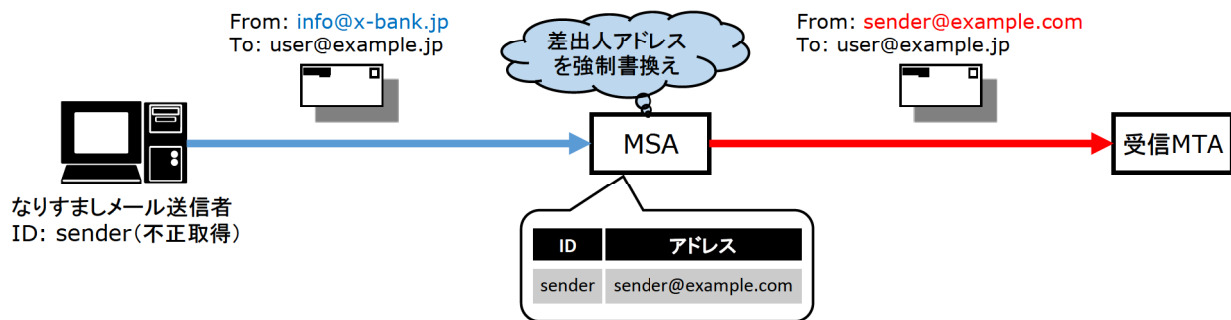 From: info@x-bank.jp
To: user@example.jp
差出人アドレス
を強制書換え
From: sender@example.com
To: user@example.jp
MSA
受信MTA
なりすましメール送信者
ID: sender(不正取得)
ID アドレス
sender sender@example.com